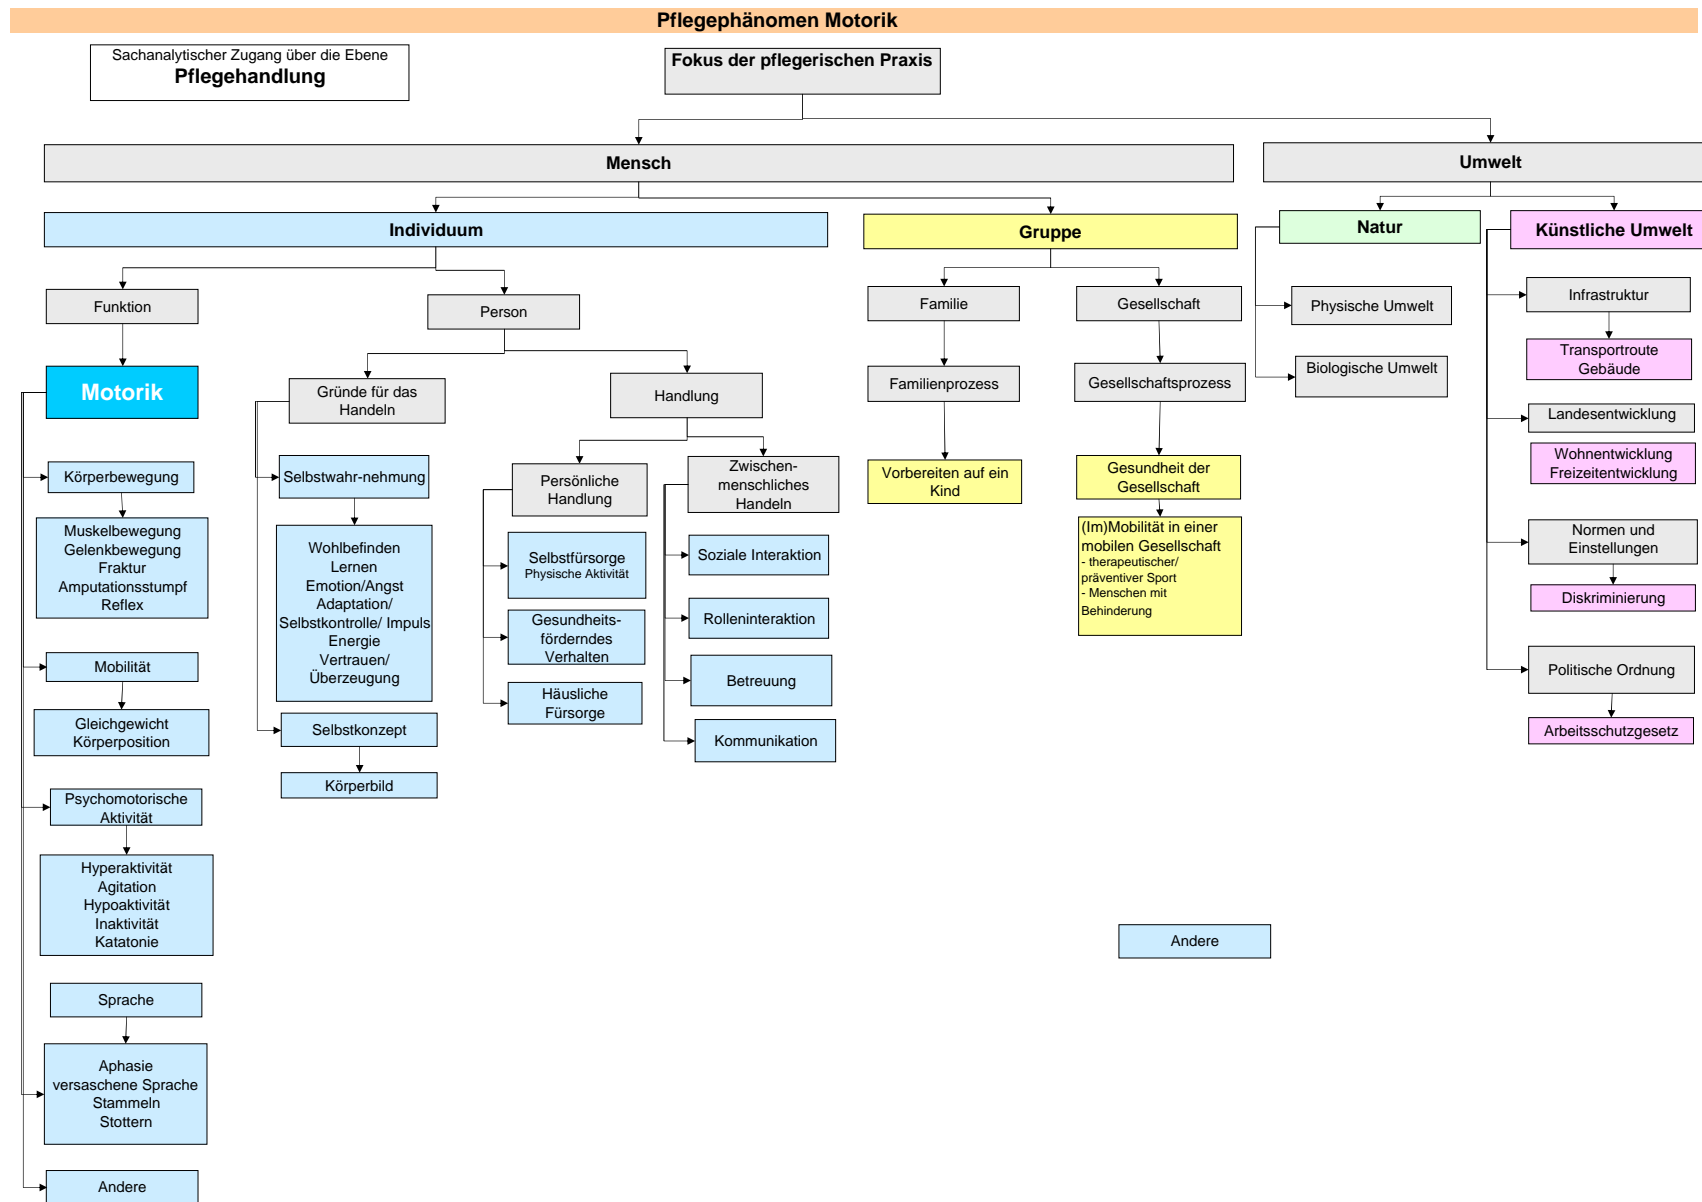 Pflegephänomen Motorik
Sachanalytischer Zugang über die Ebene
Pflegehandlung
Fokus der pflegerischen Praxis
Mensch
Umwelt
Individuum
Gruppe
Natur
Künstliche Umwelt
Funktion
Person
Familie
Gesellschaft
Physische Umwelt
Infrastruktur
Motorik
Gründe für das
Handeln
Handlung
Familienprozess
Gesellschaftsprozess
Biologische Umwelt
Transportroute
Gebäude
Landesentwicklung
Körperbewegung
Selbstwahr-nehmung
Persönliche
Handlung
Zwischen-
menschliches
Handeln
Vorbereiten auf ein
Kind
Gesundheit der
Gesellschaft
Wohnentwicklung
Freizeitentwicklung
Muskelbewegung
Gelenkbewegung
Fraktur
Amputationsstumpf
Reflex
Wohlbefinden
Lernen
Emotion/Angst
Adaptation/
Selbstkontrolle/ Impuls
Energie
Vertrauen/
Überzeugung
Selbstfürsorge
Physische Aktivität
Soziale Interaktion
(Im)Mobilität in einer
mobilen Gesellschaft
- therapeutischer/
präventiver Sport
- Menschen mit
Behinderung
Normen und
Einstellungen
Diskriminierung
Gesundheits-
förderndes
Verhalten
Rolleninteraktion
Mobilität
Betreuung
Politische Ordnung
Gleichgewicht
Körperposition
Selbstkonzept
Häusliche
Fürsorge
Kommunikation
Arbeitsschutzgesetz
Körperbild
Psychomotorische
Aktivität
Hyperaktivität
Agitation
Hypoaktivität
Inaktivität
Katatonie
Andere
Sprache
Aphasie
versaschene Sprache
Stammeln
Stottern
Andere